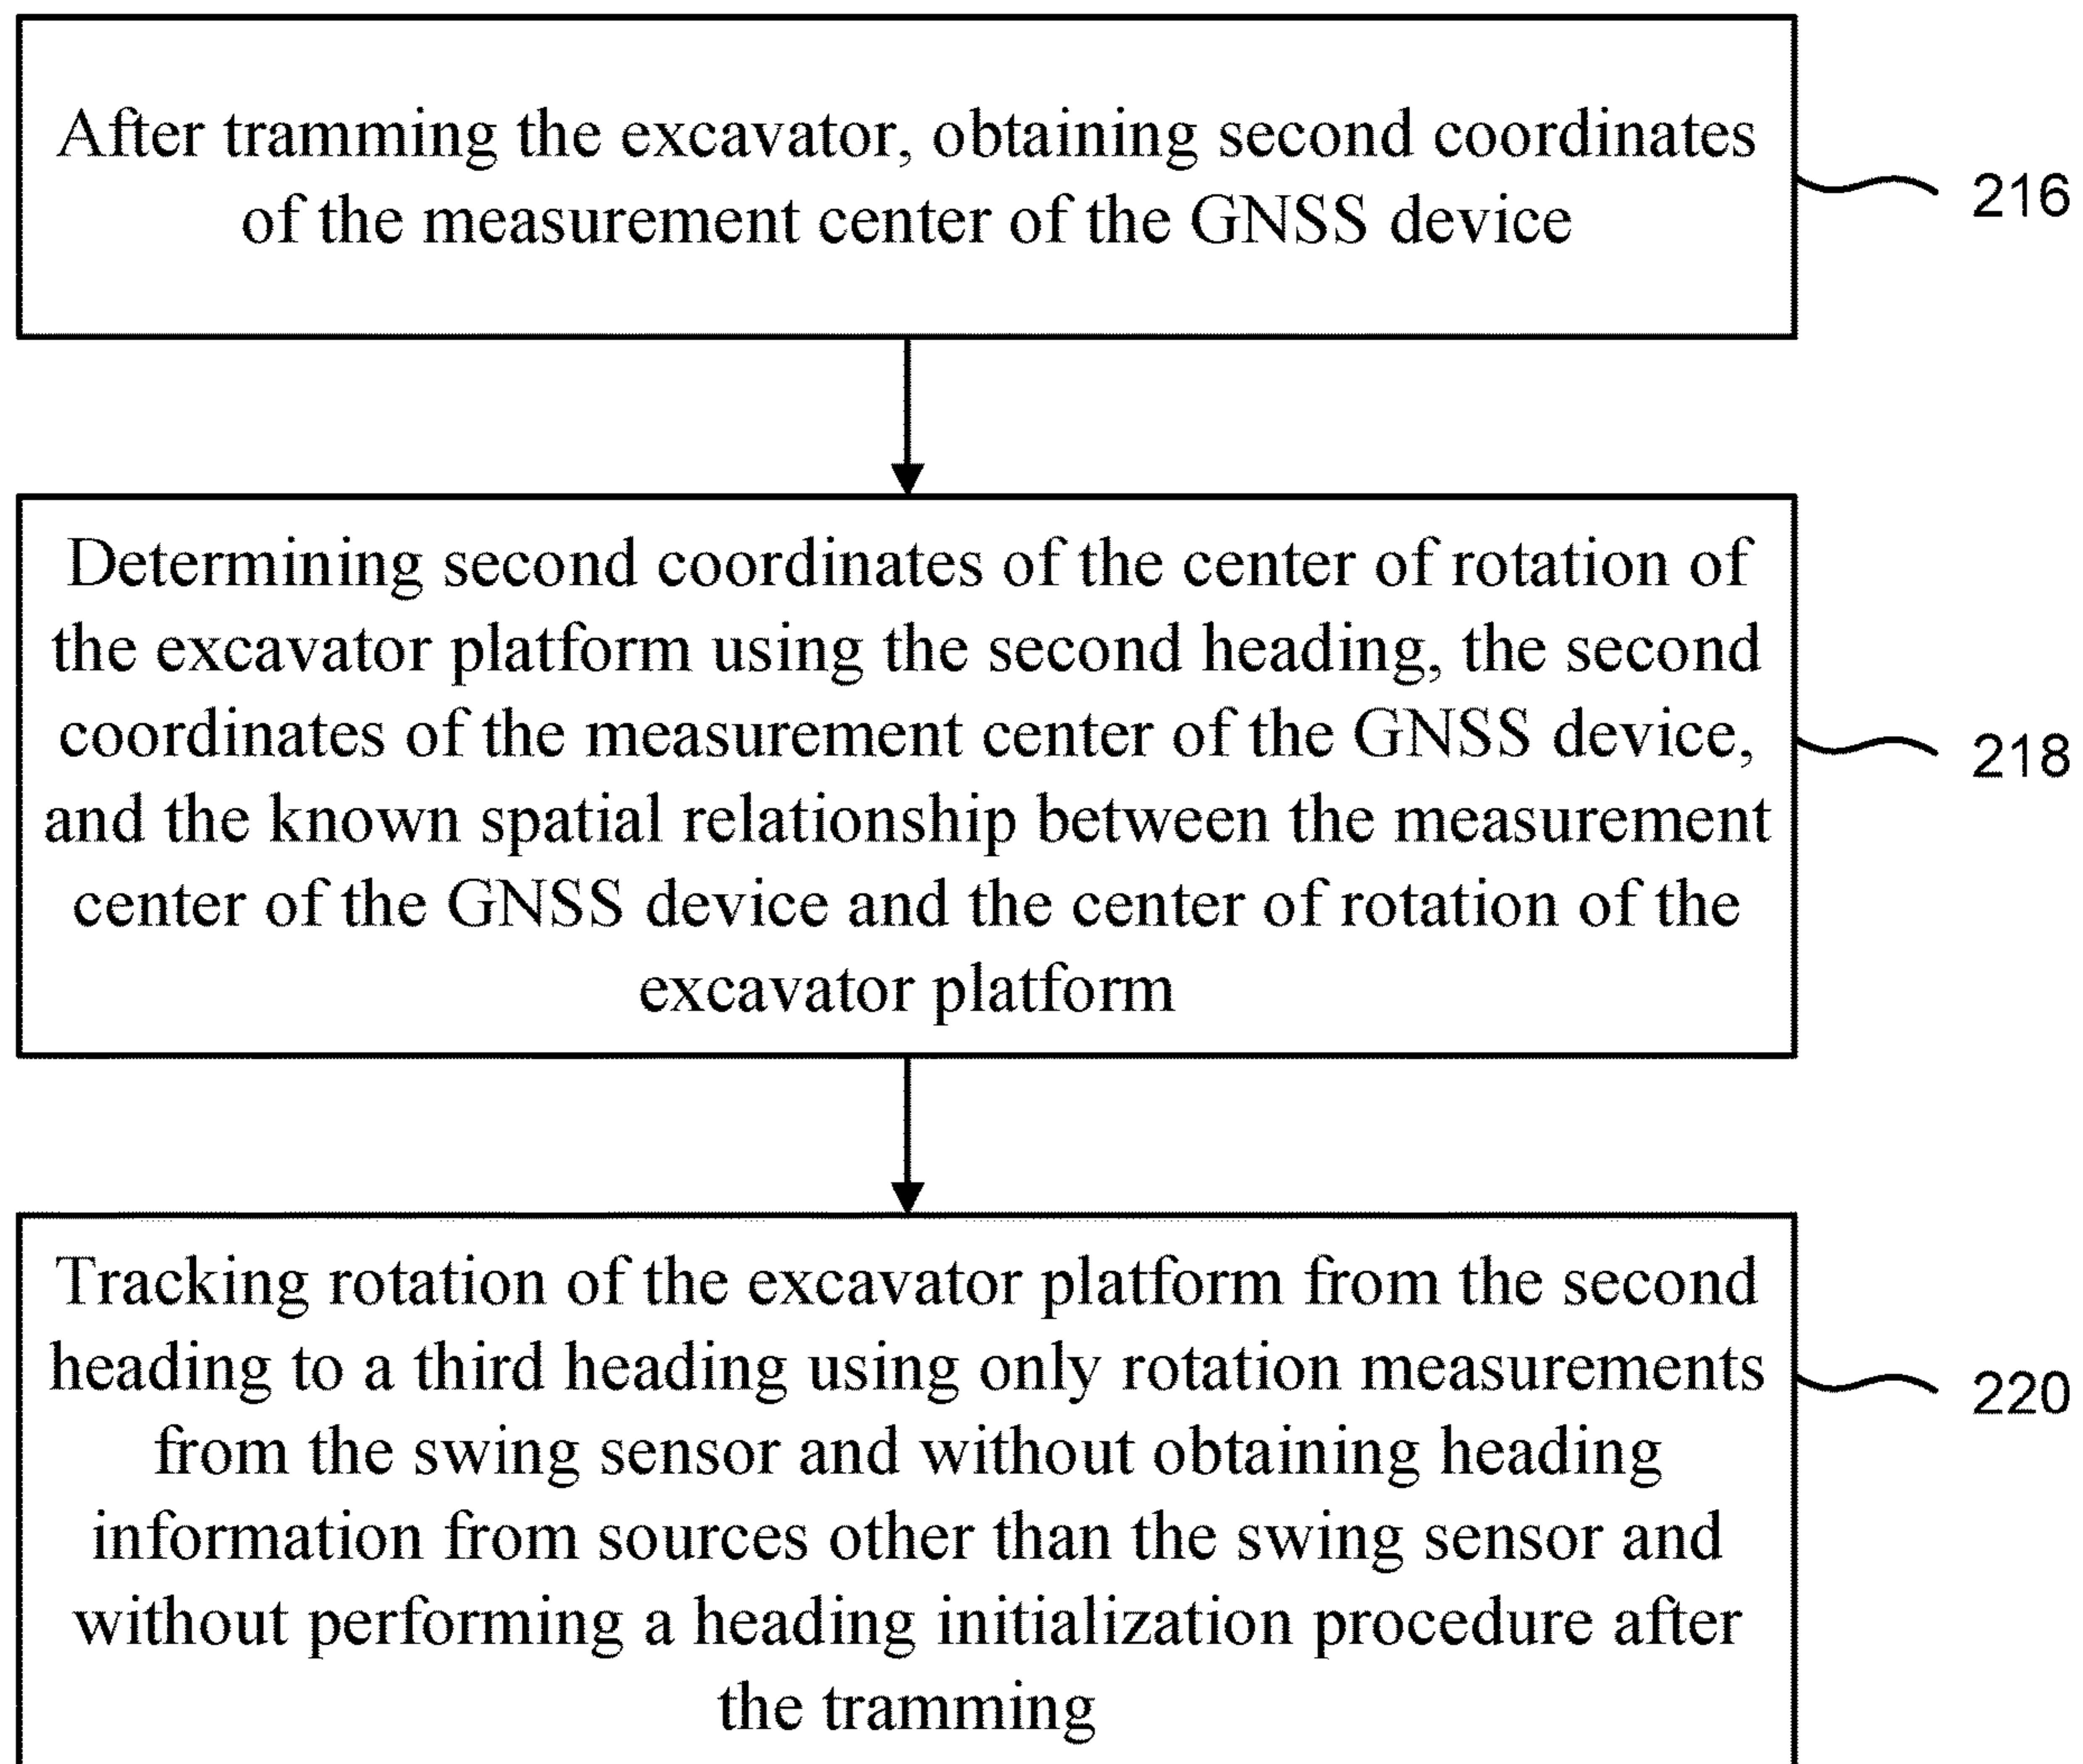 After tramming the excavator, obtaining second coordinates
of the measurement center of the GNSS device
216
Determining second coordinates of the center of rotation of
the excavator platform using the second heading, the second
coordinates of the measurement center of the GNSS device,
and the known spatial relationship between the measurement
center of the GNSS device and the center of rotation of the
excavator platform
218
Tracking rotation of the excavator platform from the second
heading to a third heading using only rotation measurements
from the swing sensor and without obtaining heading
information from sources other than the swing sensor and
without performing a heading initialization procedure after
the tramming
220